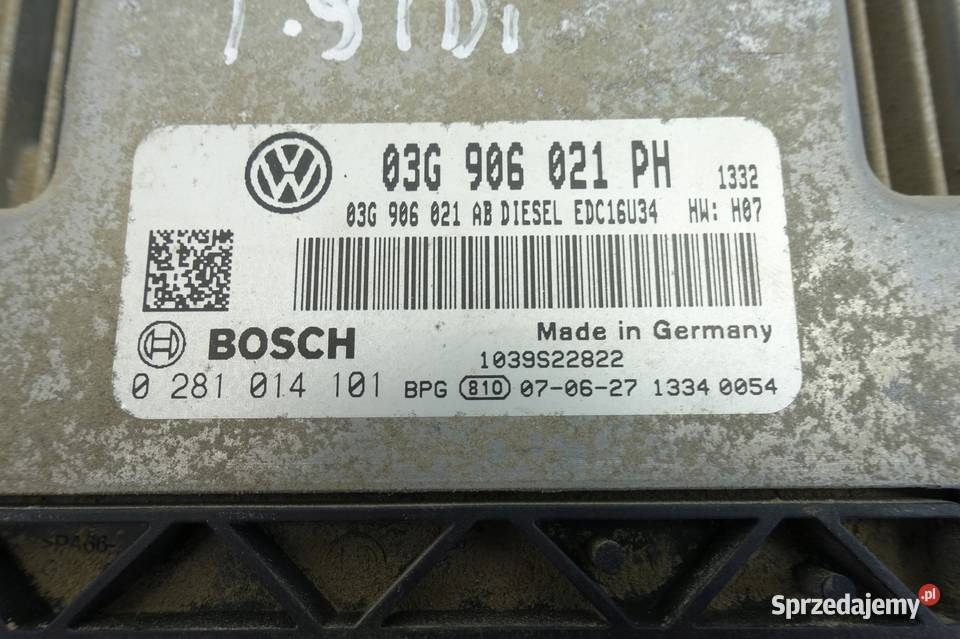 1.9TDi
VW
03G 906 021 PH 1332
03G 906 021 AB DIESEL EDC16U34 HW: H07
BOSCH
Made in Germany
1039S22822
0 281 014 101 BPG 810 07-06-27 1334 0054
Sprzedajemy.pl